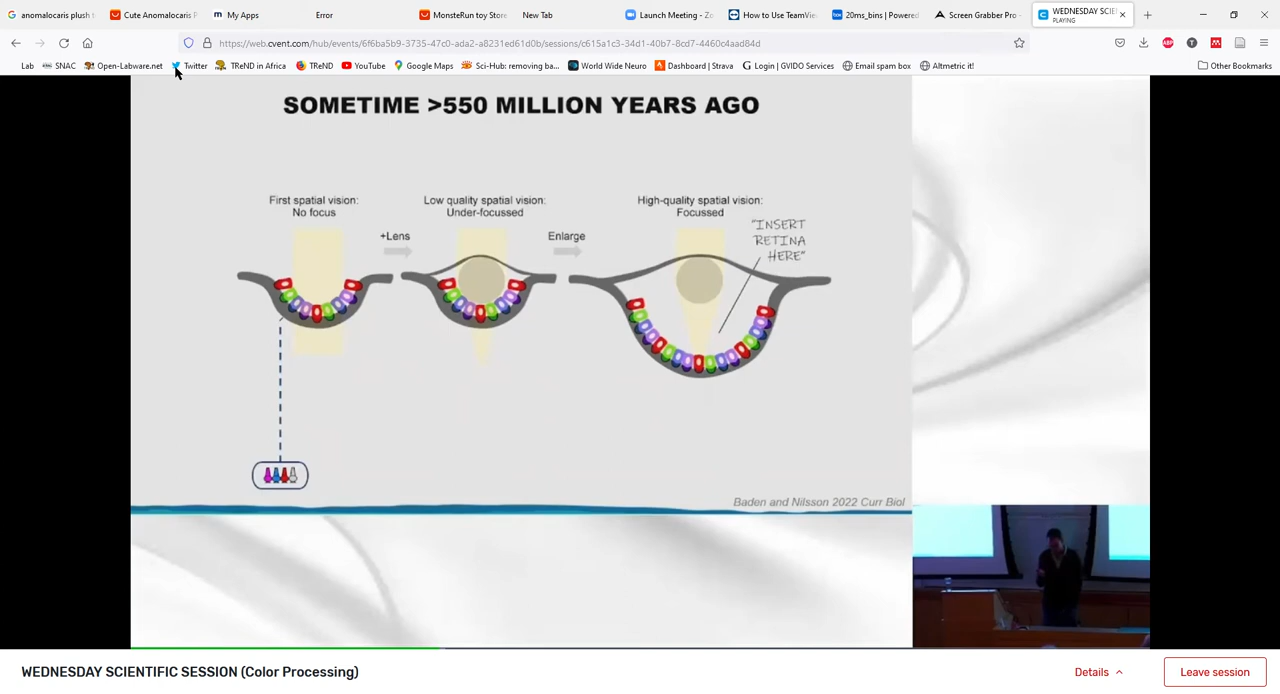 anomalocaris plush t
Cute Anomalocaris P
My Apps
Error
MonsteRun toy Store
New Tab
Launch Meeting - Zo
How to Use TeamVie
20ms_bins | Powered
Screen Grabber Pro -
WEDNESDAY SCIEN
PLAYING
https://web.cvent.com/hub/events/6f6ba5b9-3735-47c0-ada2-a8231ed61d0b/sessions/c615a1c3-34d1-40b7-8cd7-4460c4aad84d
Lab
SNAC
Open-Labware.net
Twitter
TReND in Africa
TReND
YouTube
Google Maps
Sci-Hub: removing ba...
World Wide Neuro
Dashboard | Strava
Login | GVIDO Services
Email spam box
Altmetric it!
Other Bookmarks
SOMETIME >550 MILLION YEARS AGO
First spatial vision:
No focus
+Lens
Low quality spatial vision:
Under-focussed
Enlarge
High-quality spatial vision:
Focussed
"INSERT
RETINA
HERE"
Baden and Nilsson 2022 Curr Biol
WEDNESDAY SCIENTIFIC SESSION (Color Processing)
Details
Leave session